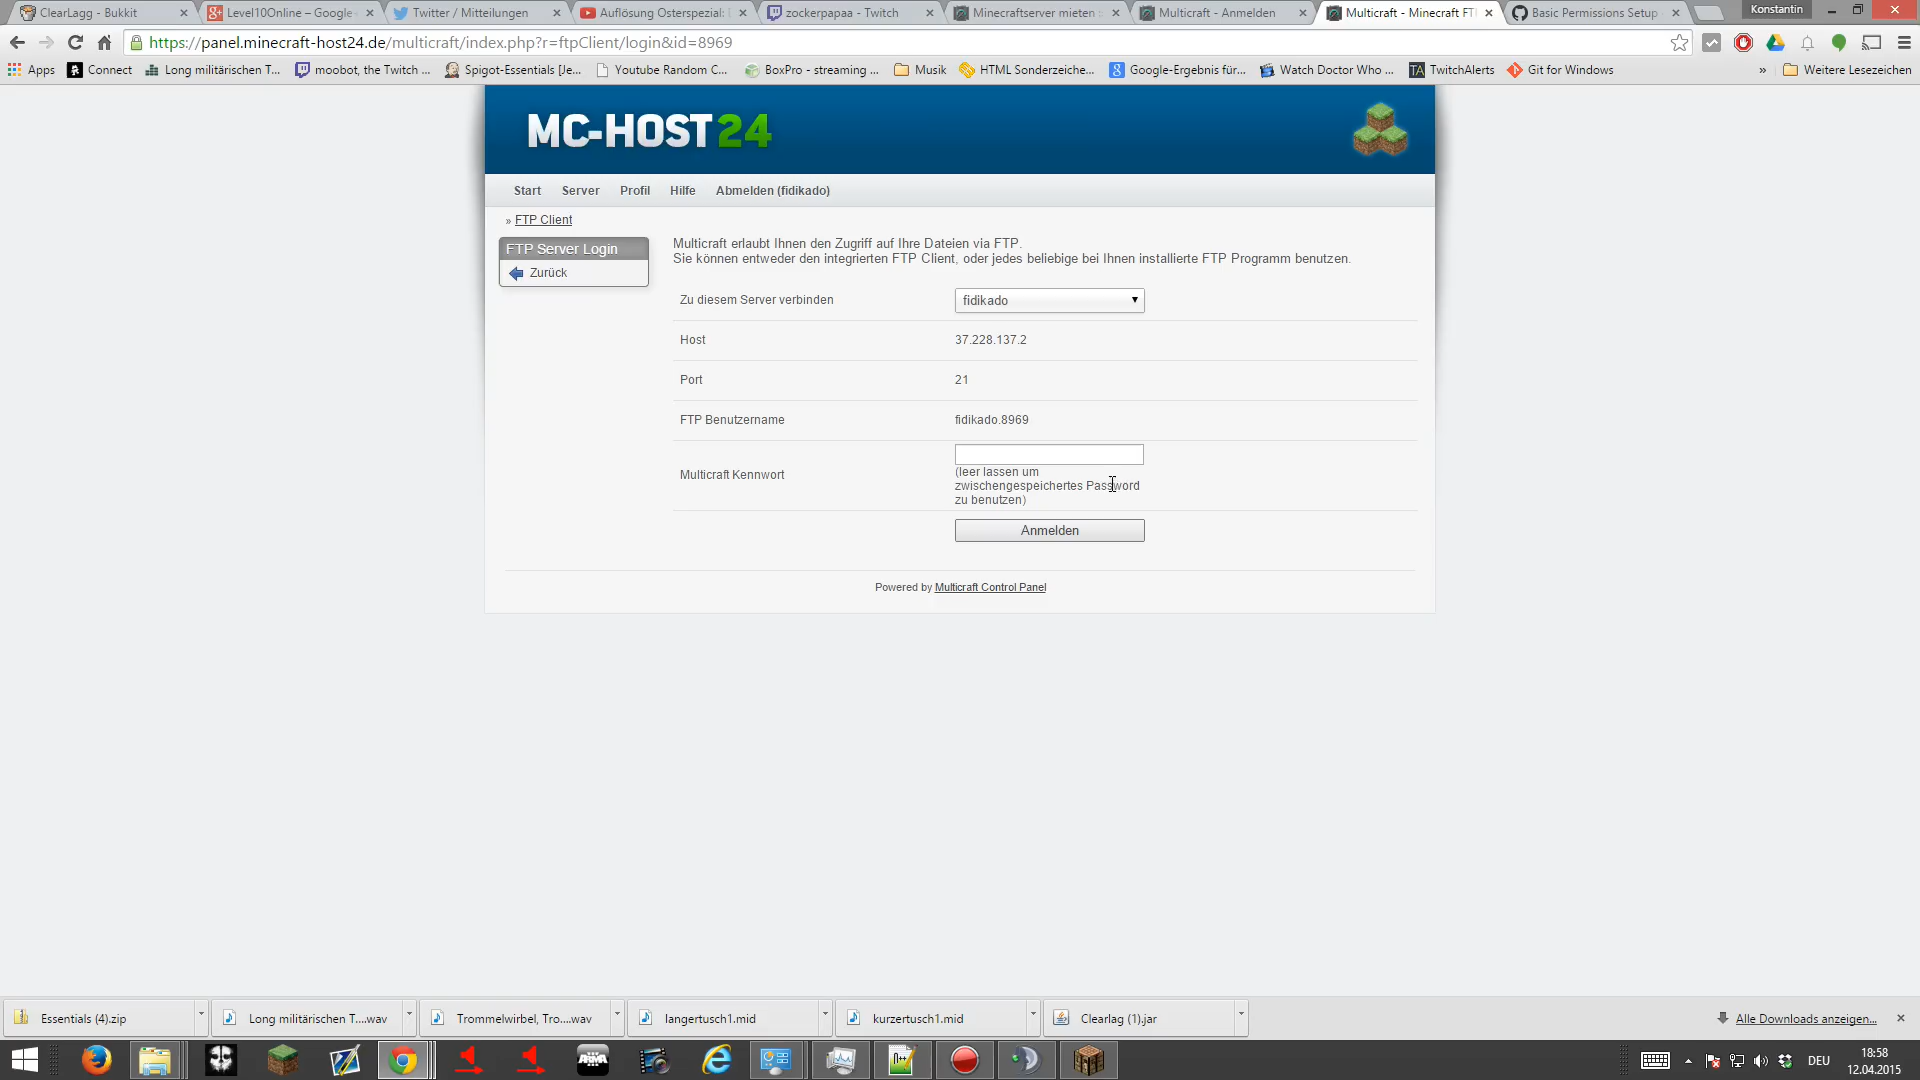 ClearLagg - Bukkit
Level10Online – Google
Twitter / Mitteilungen
Auflösung Osterspezial:
zockerpapaa - Twitch
Minecraftserver mieten
Multicraft - Anmelden
Multicraft - Minecraft FT
Basic Permissions Setup
Konstantin
https://panel.minecraft-host24.de/multicraft/index.php?r=ftpClient/login&id=8969
Apps
Connect
Long militärischen T...
moobot, the Twitch ...
Spigot-Essentials [Je...
Youtube Random C...
BoxPro - streaming ...
Musik
HTML Sonderzeiche...
Google-Ergebnis für...
Watch Doctor Who ...
TwitchAlerts
Git for Windows
»
Weitere Lesezeichen
MC-HOST24
Start
Server
Profil
Hilfe
Abmelden (fidikado)
» FTP Client
FTP Server Login
Zurück
Multicraft erlaubt Ihnen den Zugriff auf Ihre Dateien via FTP.
Sie können entweder den integrierten FTP Client, oder jedes beliebige bei Ihnen installierte FTP Programm benutzen.
Zu diesem Server verbinden
fidikado
Host
37.228.137.2
Port
21
FTP Benutzername
fidikado.8969
Multicraft Kennwort
(leer lassen um
zwischengespeichertes Password
zu benutzen)
Anmelden
Powered by Multicraft Control Panel
Essentials (4).zip
Long militärischen T....wav
Trommelwirbel, Tro....wav
langertusch1.mid
kurzertusch1.mid
Clearlag (1).jar
Alle Downloads anzeigen...
DEU
18:58
12.04.2015